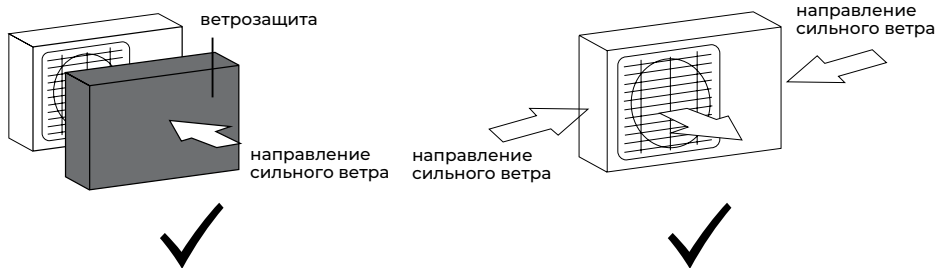 ветрозащита
направление
сильного ветра
направление
сильного ветра
направление
сильного ветра